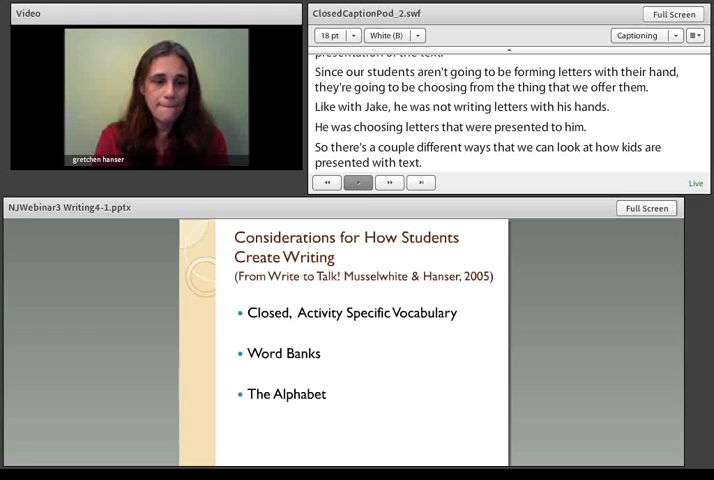 Video
gretchen hanser
ClosedCaptionPod_2.swf
Full Screen
18 pt
White (B)
Captioning
presentation of the text.
Since our students aren't going to be forming letters with their hand,
they're going to be choosing from the thing that we offer them.
Like with Jake, he was not writing letters with his hands.
He was choosing letters that were presented to him.
So there's a couple different ways that we can look at how kids are
presented with text.
Live
NJWebinar3 Writing4-1.pptx
Full Screen
Considerations for How Students
Create Writing
(From Write to Talk! Musselwhite & Hanser, 2005)
• Closed, Activity Specific Vocabulary
• Word Banks
• The Alphabet